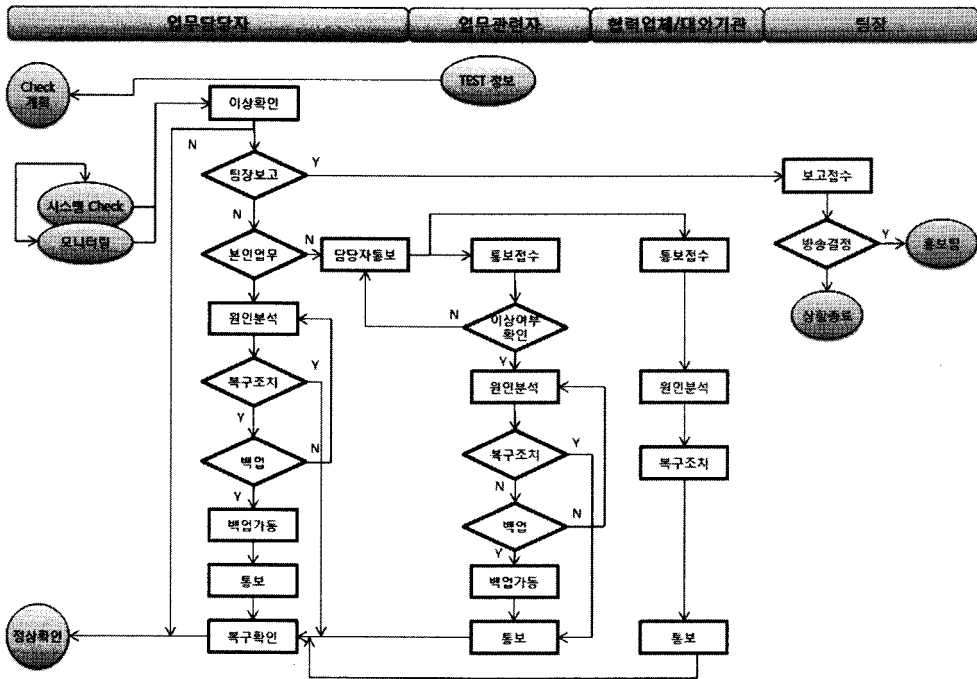 업무담당자
업무관련자
협력업체/대외기관
팀장
Check
계획
TEST 정보
이상확인
N
팀장보고
Y
보고접수
시스템 Check
모니터링
N
본인업무
N
담당자통보
통보접수
통보접수
방송결정
Y
홍보팀
원인분석
N
이상여부
확인
상황종료
Y
복구조치
Y
원인분석
원인분석
Y
백업
N
복구조치
Y
복구조치
Y
N
백업가동
백업
N
Y
통보
백업가동
정상확인
복구확인
통보
통보